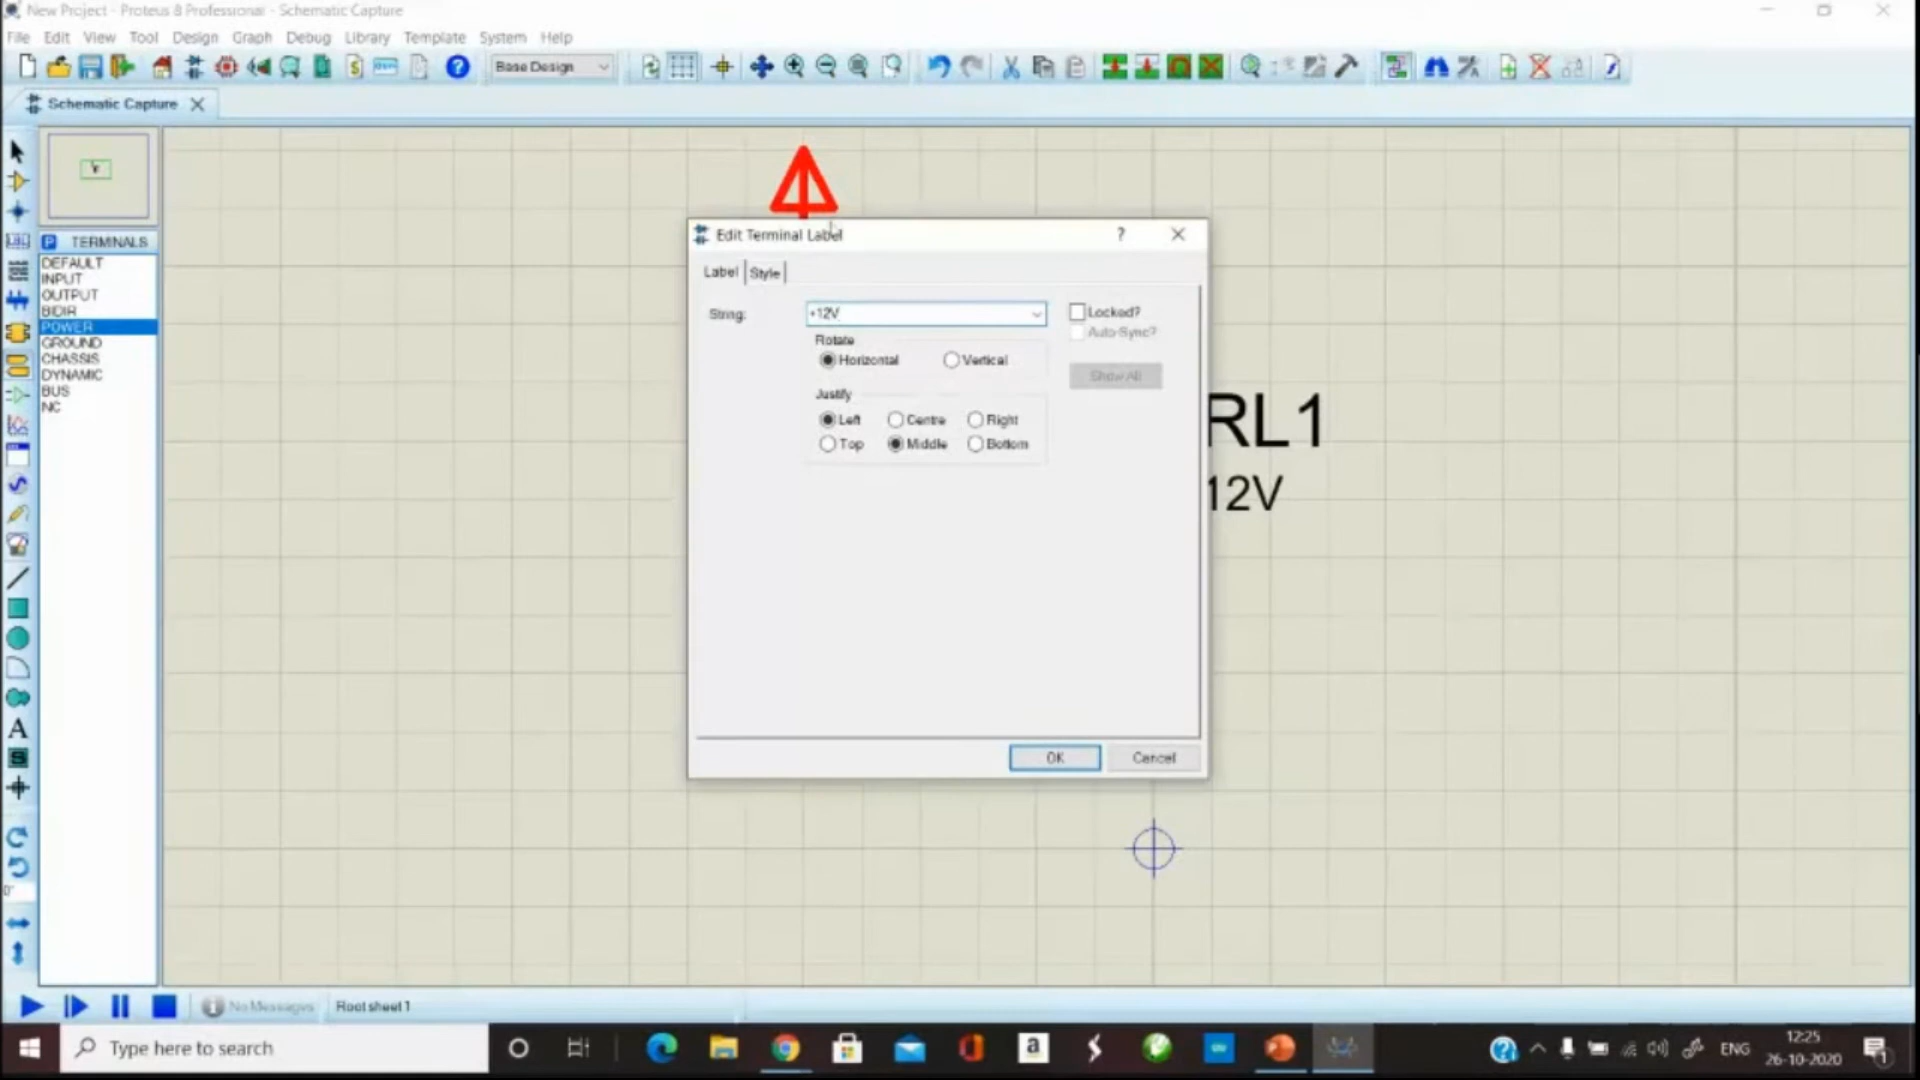 New Project - Proteus 8 Professional - Schematic Capture
File Edit View Tool Design Graph Debug Library Template System Help
Base Design
Schematic Capture
TERMINALS
DEFAULT
INPUT
OUTPUT
BIDIR
POWER
GROUND
CHASSIS
DYNAMIC
BUS
NC
Edit Terminal Label
Label Style
String: +12V
Locked?
Auto-Sync?
Rotate
Horizontal Vertical
Show All
Justify
Left Centre Right
Top Middle Bottom
OK Cancel
RL1
12V
No Messages Root sheet 1
Type here to search
ENG
12:25
26-10-2020